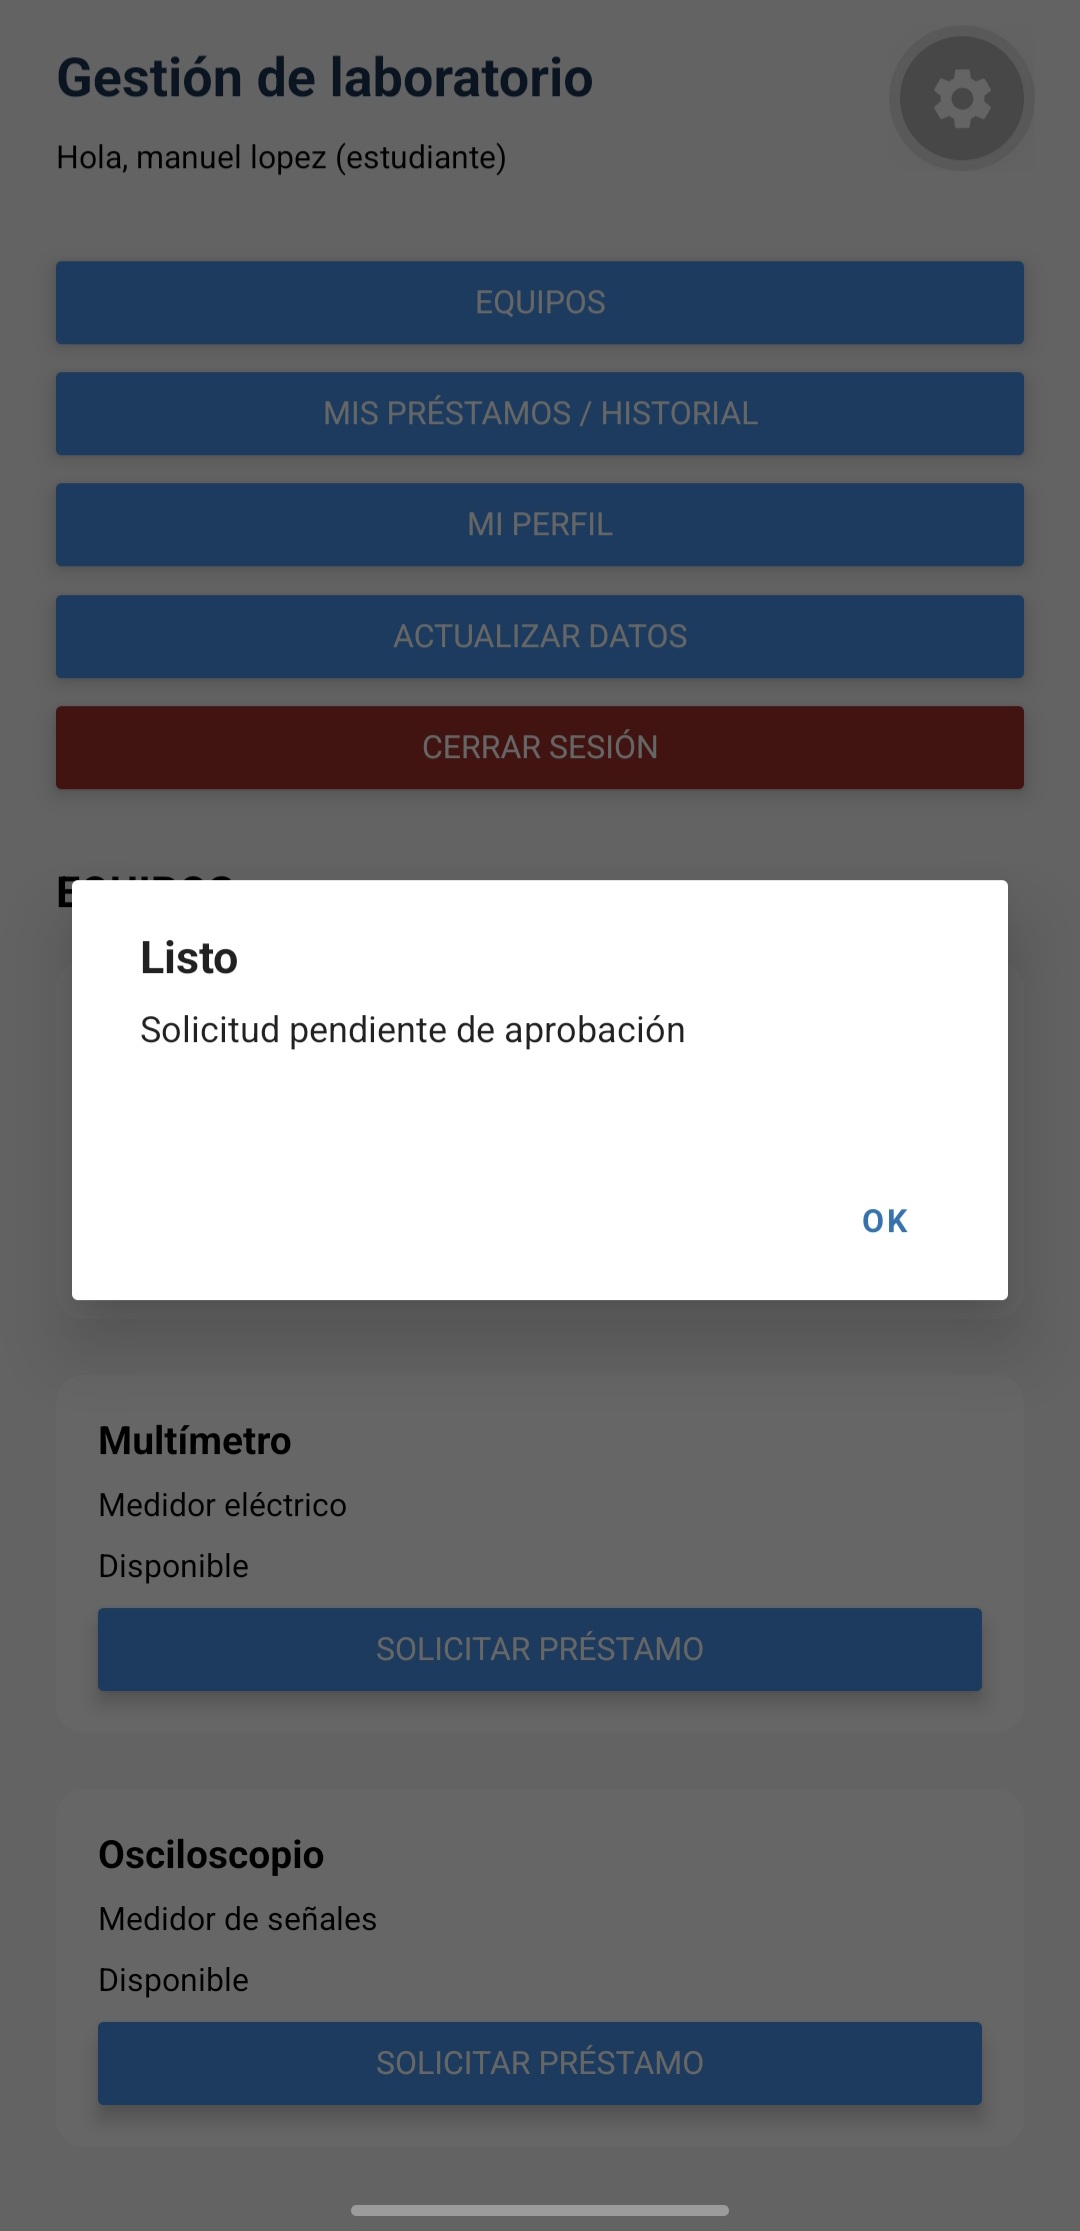 Gestión de laboratorio
Hola, manuel lopez (estudiante)
EQUIPOS
MIS PRÉSTAMOS / HISTORIAL
MI PERFIL
ACTUALIZAR DATOS
CERRAR SESIÓN
EQUIPOS
Listo
Solicitud pendiente de aprobación
OK
Multímetro
Medidor eléctrico
Disponible
SOLICITAR PRÉSTAMO
Osciloscopio
Medidor de señales
Disponible
SOLICITAR PRÉSTAMO